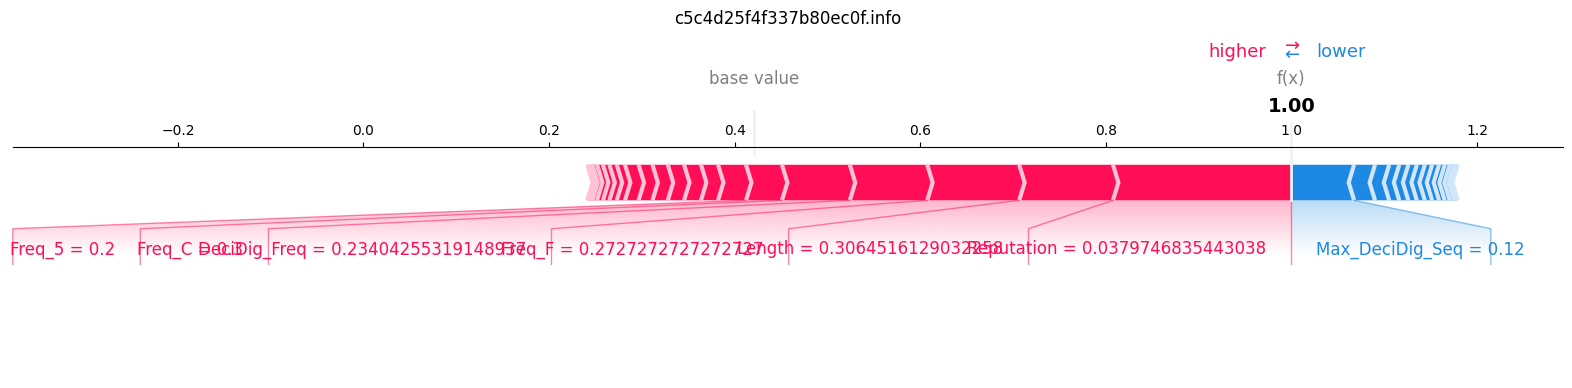 c5c4d25f4f337b80ec0f.info
higher ⇄ lower
base value f(x)
1.00
−0.2 0.0 0.2 0.4 0.6 0.8 1.0 1.2
Freq_5 = 0.2 Freq_C = 0.3 DeciDig_Freq = 0.23404255319148937 Freq_F = 0.2727272727272727 Length = 0.3064516129032258 Reputation = 0.0379746835443038 Max_DeciDig_Seq = 0.12